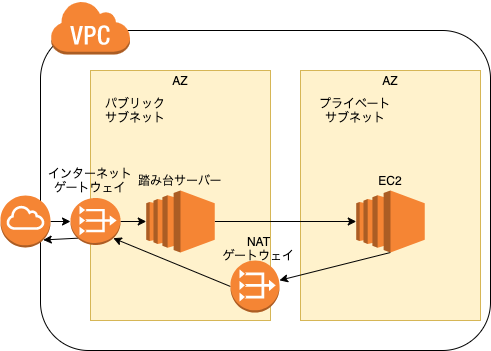 VPC
AZ
パブリック
サブネット
AZ
プライベート
サブネット
インターネット
ゲートウェイ
踏み台サーバー
EC2
NAT
ゲートウェイ